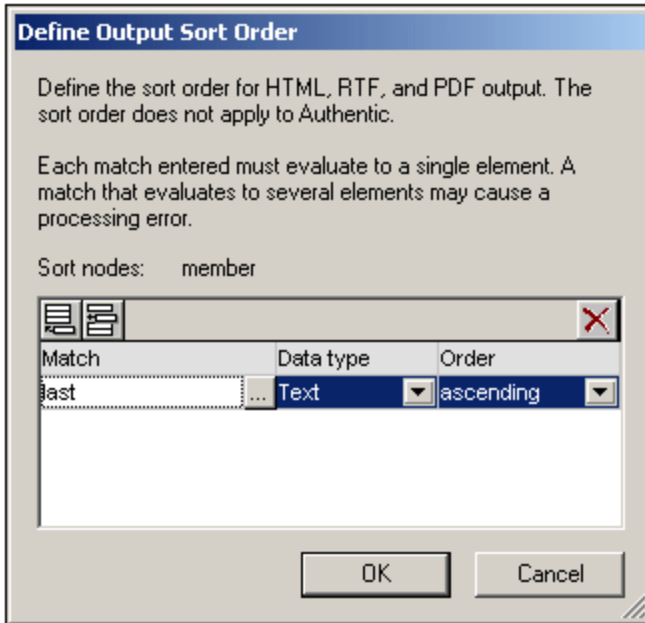 Define Output Sort Order
Define the sort order for HTML, RTF, and PDF output. The
sort order does not apply to Authentic.
Each match entered must evaluate to a single element. A
match that evaluates to several elements may cause a
processing error.
Sort nodes: member
Match Data type Order
last ... Text ascending
OK Cancel